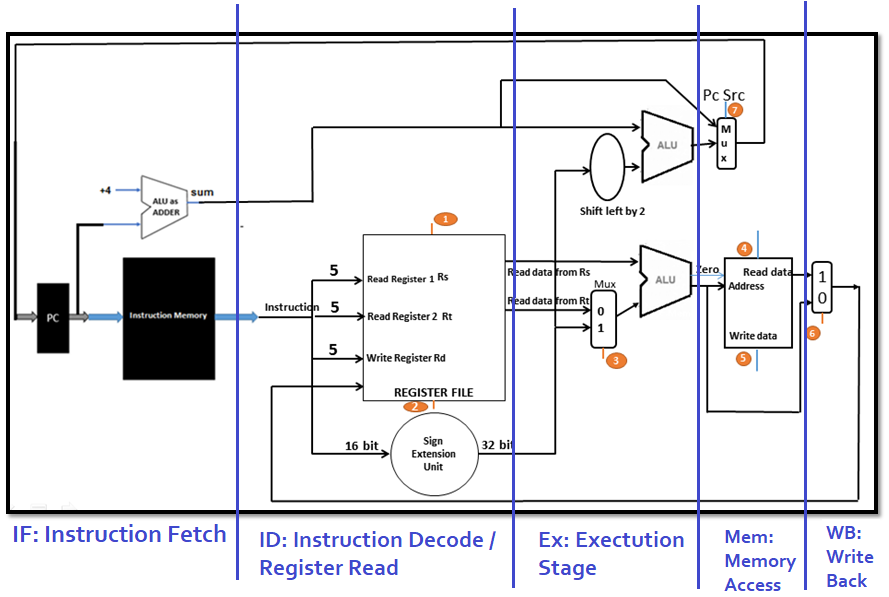 Pc Src
7
M
u
x
ALU
+4
ALU as
ADDER
sum
Shift left by 2
1
4
5
Read Register 1 Rs
Read data from Rs
ALU
Zero
Read data
Address
1
0
Mux
Instruction
5
Read Register 2 Rt
Read data from Rt
0
1
PC
Instruction Memory
6
Write data
5
3
5
Write Register Rd
REGISTER FILE
2
16 bit
Sign
Extension
Unit
32 bit
IF: Instruction Fetch
ID: Instruction Decode /
Register Read
Ex: Exectution
Stage
Mem:
Memory
Access
WB:
Write
Back